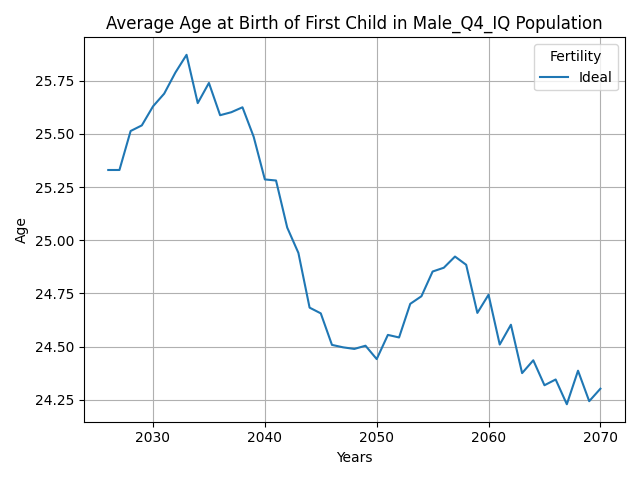 Average Age at Birth of First Child in Male_Q4_IQ Population
Fertility
Ideal
25.75
25.50
25.25
25.00
24.75
24.50
24.25
Age
2030
2040
2050
2060
2070
Years